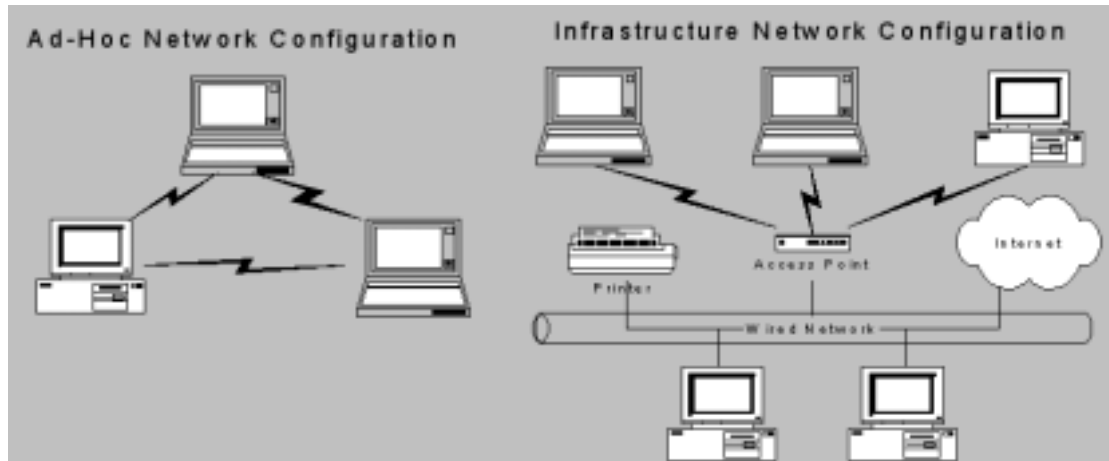 Ad-Hoc Network Configuration
Infrastructure Network Configuration
Internet
Access Point
Printer
Wired Network